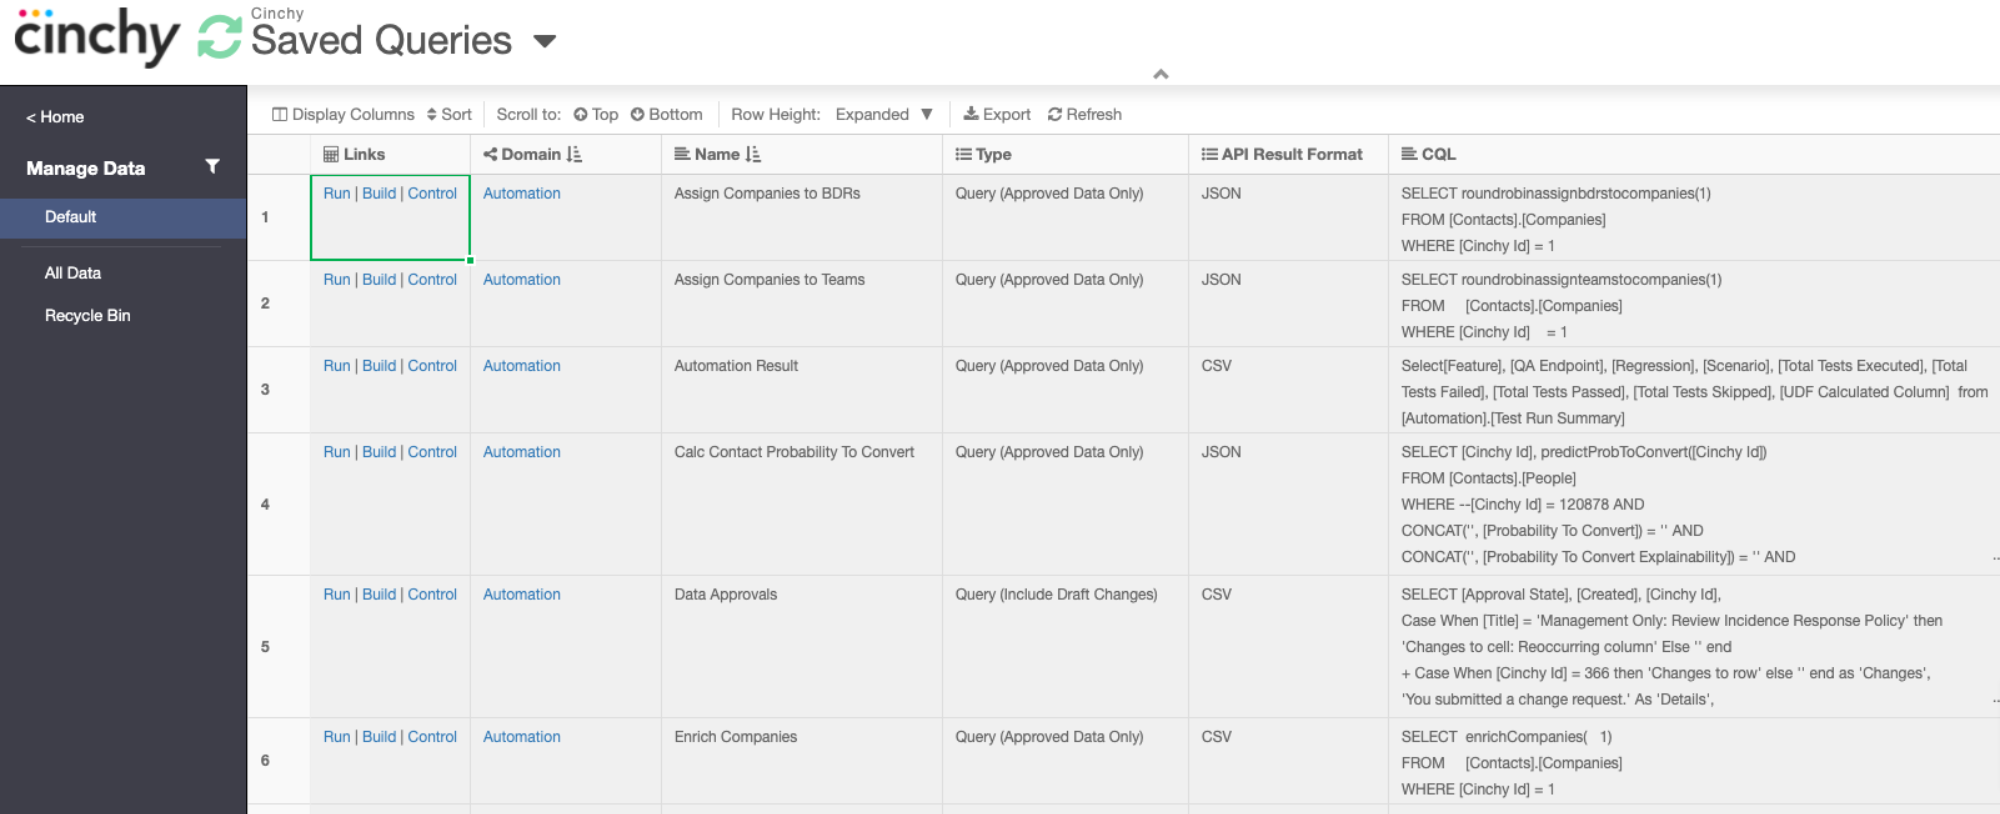 cinchy
Cinchy
Saved Queries
< Home
Manage Data
Default
All Data
Recycle Bin
Display Columns Sort Scroll to: Top Bottom Row Height: Expanded Export Refresh
Links Domain Name Type API Result Format CQL
1 Run | Build | Control Automation Assign Companies to BDRs Query (Approved Data Only) JSON SELECT roundrobinassignbdrstocompanies(1)
FROM [Contacts].[Companies]
WHERE [Cinchy Id] = 1
2 Run | Build | Control Automation Assign Companies to Teams Query (Approved Data Only) JSON SELECT roundrobinassignteamstocompanies(1)
FROM [Contacts].[Companies]
WHERE [Cinchy Id] = 1
3 Run | Build | Control Automation Automation Result Query (Approved Data Only) CSV Select[Feature], [QA Endpoint], [Regression], [Scenario], [Total Tests Executed], [Total
Tests Failed], [Total Tests Passed], [Total Tests Skipped], [UDF Calculated Column] from
[Automation].[Test Run Summary]
4 Run | Build | Control Automation Calc Contact Probability To Convert Query (Approved Data Only) JSON SELECT [Cinchy Id], predictProbToConvert([Cinchy Id])
FROM [Contacts].[People]
WHERE --[Cinchy Id] = 120878 AND
CONCAT('', [Probability To Convert]) = '' AND
CONCAT('', [Probability To Convert Explainability]) = '' AND
5 Run | Build | Control Automation Data Approvals Query (Include Draft Changes) CSV SELECT [Approval State], [Created], [Cinchy Id],
Case When [Title] = 'Management Only: Review Incidence Response Policy' then
'Changes to cell: Reoccurring column' Else '' end
+ Case When [Cinchy Id] = 366 then 'Changes to row' else '' end as 'Changes',
'You submitted a change request.' As 'Details',
6 Run | Build | Control Automation Enrich Companies Query (Approved Data Only) CSV SELECT enrichCompanies( 1)
FROM [Contacts].[Companies]
WHERE [Cinchy Id] = 1